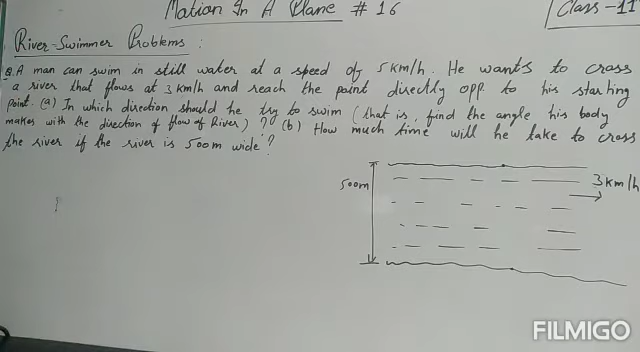 Motion In A Plane # 16
Class-11
River-Swimmer Problems :
Q. A man can swim in still water at a speed of 5 km/h. He wants to cross
a river that flows at 3 km/h and reach the point directly opp to his starting
point. (a) In which direction should he try to swim (that is, find the angle his body
makes with the direction of flow of River)? (b) How much time will he take to cross
the river if the river is 500m wide?
500m
3 km/h
FILMIGO